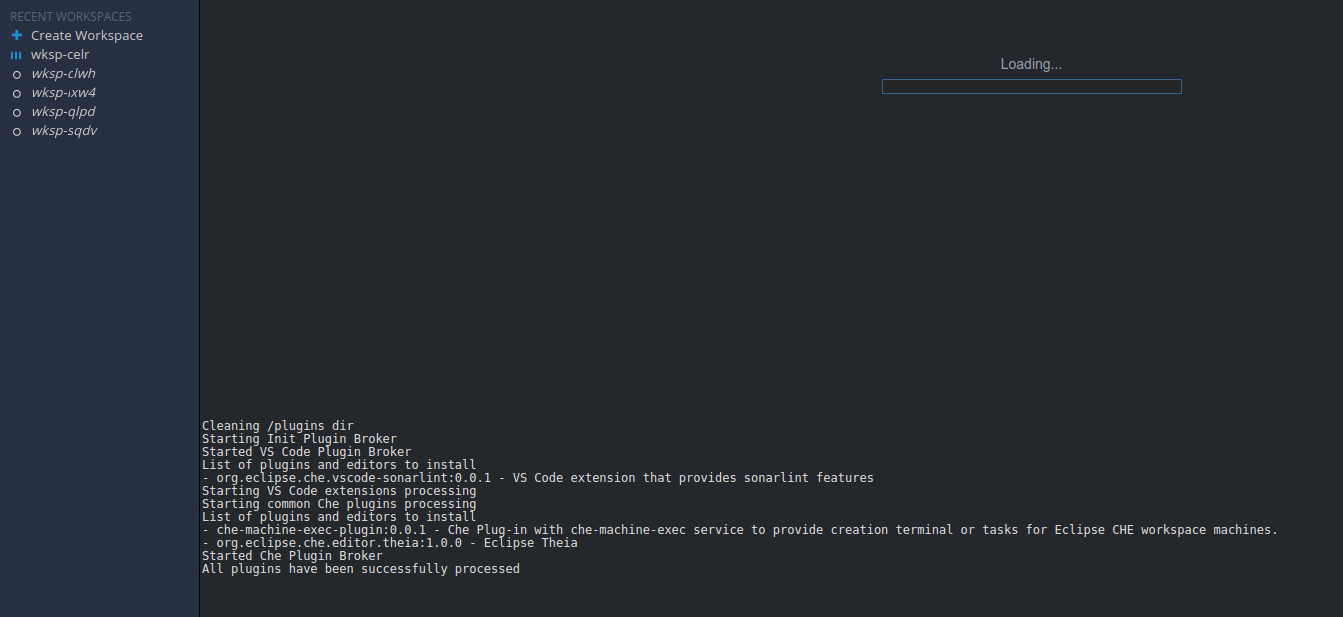 RECENT WORKSPACES
Create Workspace
wksp-celr
wksp-clwh
wksp-ixw4
wksp-qlpd
wksp-sqdv
Loading...
Cleaning /plugins dir
Starting Init Plugin Broker
Started VS Code Plugin Broker
List of plugins and editors to install
- org.eclipse.che.vscode-sonarlint:0.0.1 - VS Code extension that provides sonarlint features
Starting VS Code extensions processing
Starting common Che plugins processing
List of plugins and editors to install
- che-machine-exec-plugin:0.0.1 - Che Plug-in with che-machine-exec service to provide creation terminal or tasks for Eclipse CHE workspace machines.
- org.eclipse.che.editor.theia:1.0.0 - Eclipse Theia
Started Che Plugin Broker
All plugins have been successfully processed